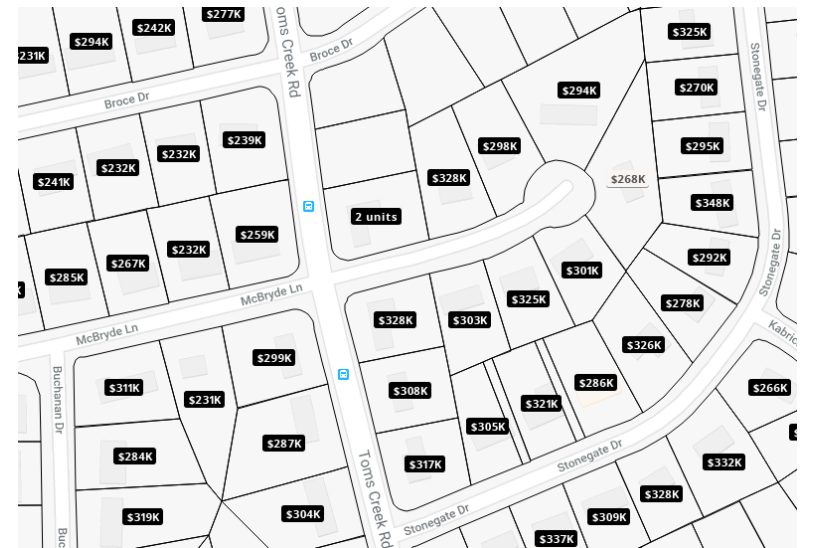 $277K
$242K
$294K
$231K
Toms Creek Rd
Broce Dr
$325K
Stonegate Dr
$270K
$294K
Broce Dr
$239K
$232K
$232K
$241K
$298K
$295K
$328K
$268K
$348K
2 units
$259K
$232K
$267K
$285K
$292K
Stonegate Dr
$301K
$278K
$325K
McBryde Ln
McBryde Ln
$328K
$303K
$326K
$299K
$311K
$231K
$308K
$286K
$266K
$321K
Buchanan Dr
$305K
$287K
$284K
$317K
Stonegate Dr
$332K
Toms Creek Rd
$328K
$319K
$304K
$309K
Stonegate Dr
$337K